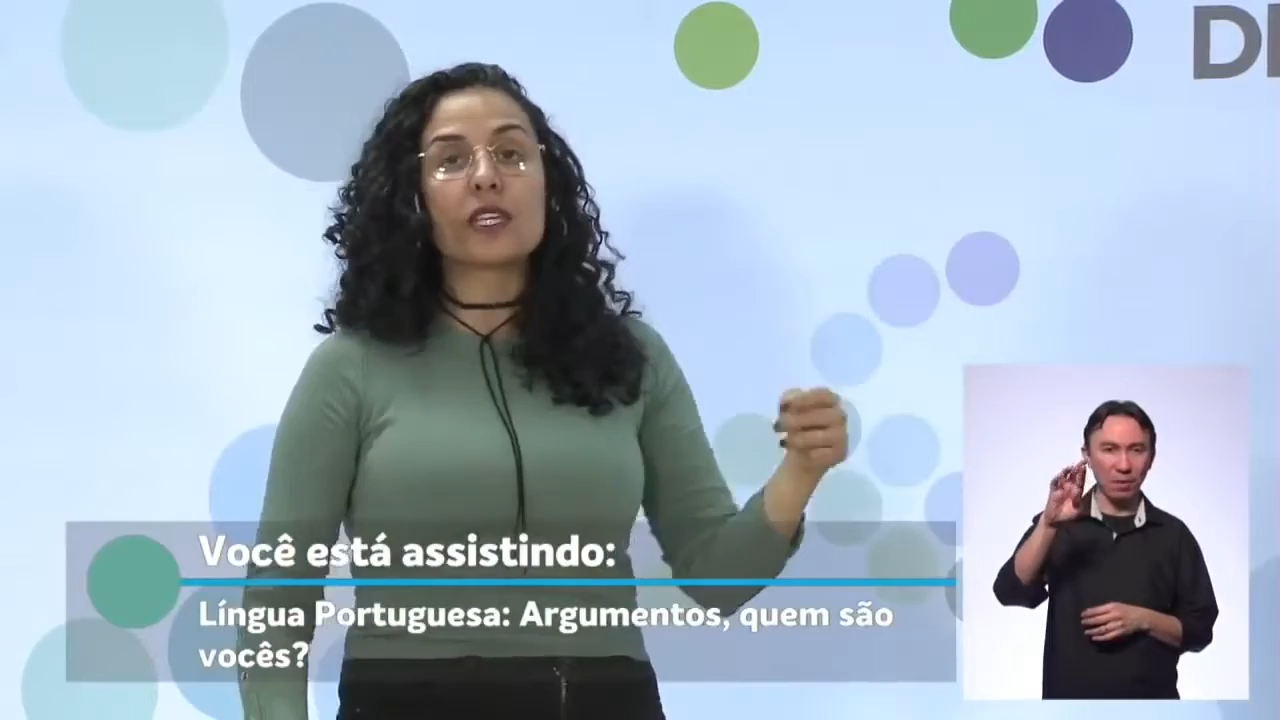 Você está assistindo:
Língua Portuguesa: Argumentos, quem são
vocês?